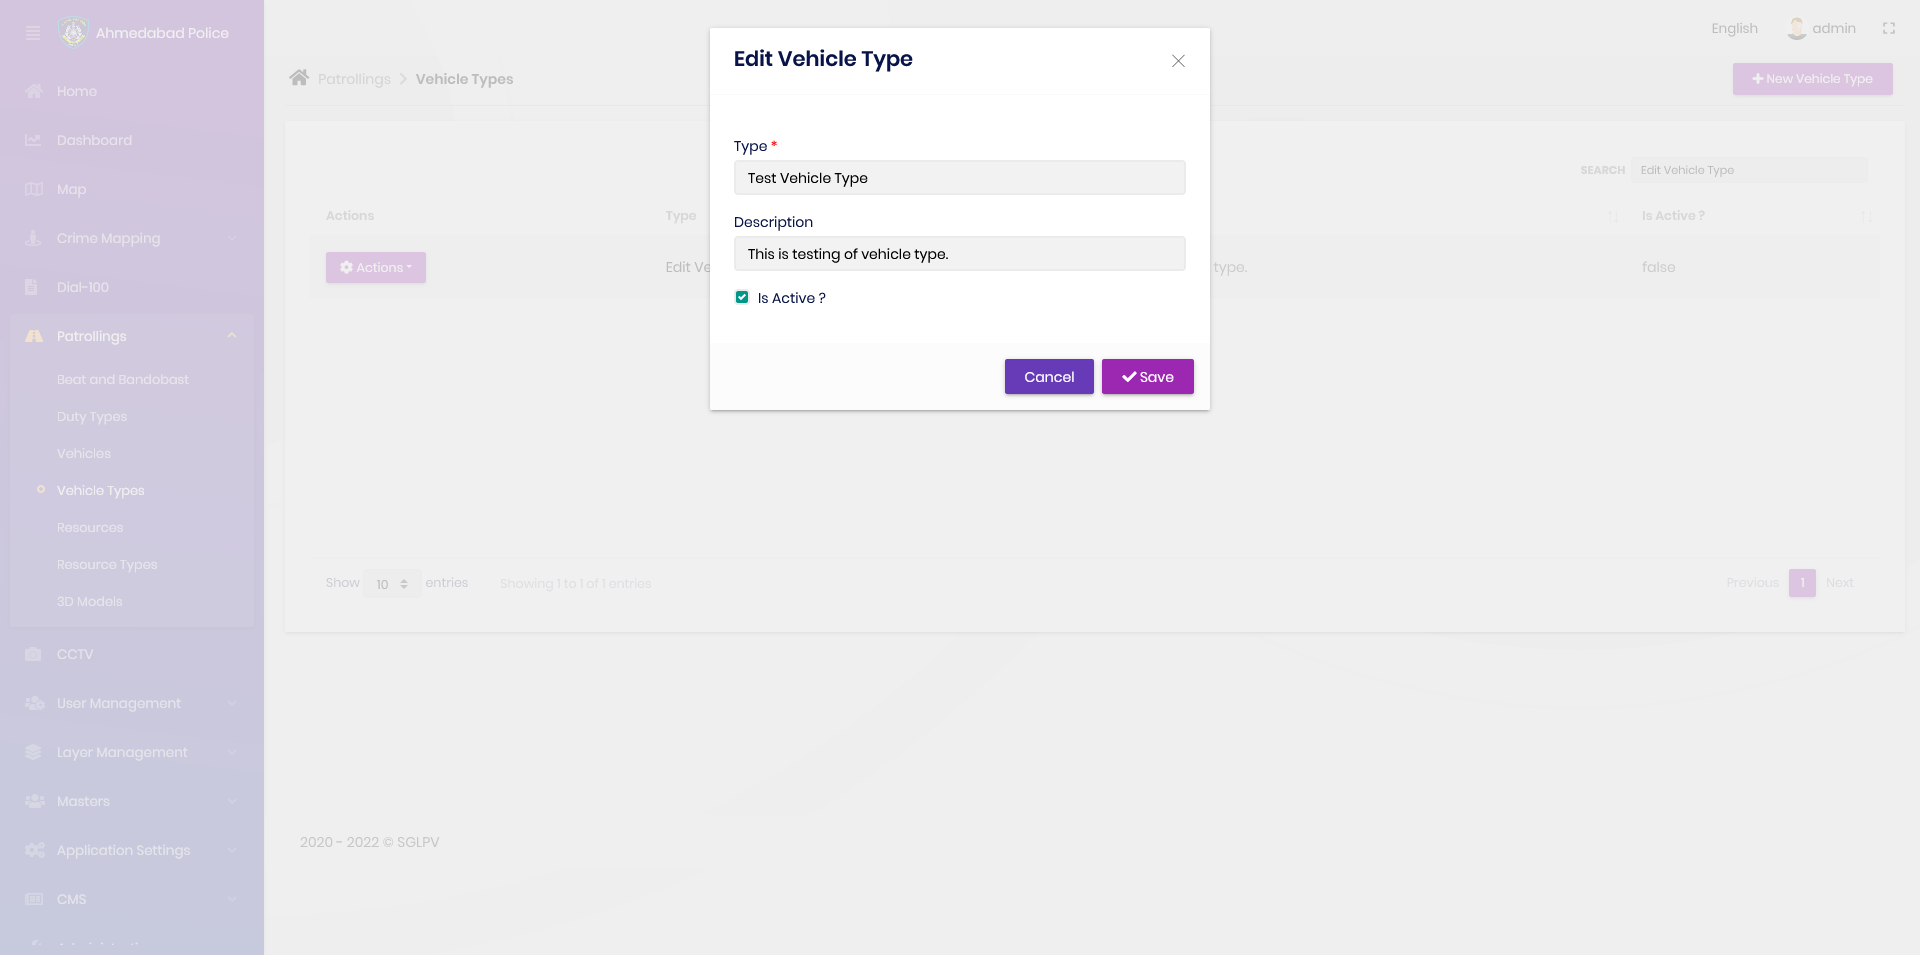 Ahmedabad Police
Home
Dashboard
Map
Crime Mapping
Dial-100
Patrollings
Beat and Bandobast
Duty Types
Vehicles
Vehicle Types
Resources
Resource Types
3D Models
CCTV
User Management
Layer Management
Masters
Application Settings
CMS
English
admin
Patrollings
Vehicle Types
New Vehicle Type
SEARCH
Edit Vehicle Type
Actions
Type
Is Active ?
Actions
Edit Ve
type.
false
Show 10 entries
Showing 1 to 1 of 1 entries
Previous 1 Next
2020 - 2022 © SGLPV
Edit Vehicle Type
Type *
Test Vehicle Type
Description
This is testing of vehicle type.
Is Active ?
Cancel
Save